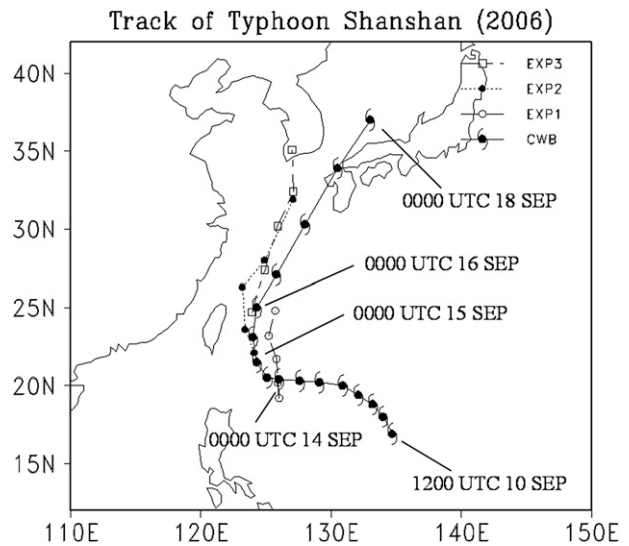 Track of Typhoon Shanshan (2006)
40N
EXP3
EXP2
EXP1
CWB
35N
0000 UTC 18 SEP
30N
0000 UTC 16 SEP
25N
0000 UTC 15 SEP
20N
0000 UTC 14 SEP
15N
1200 UTC 10 SEP
110E 120E 130E 140E 150E